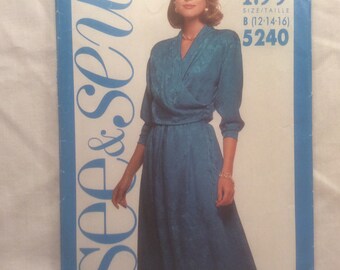 see & sew
SIZE/TAILLE
B (12-14-16)
5240